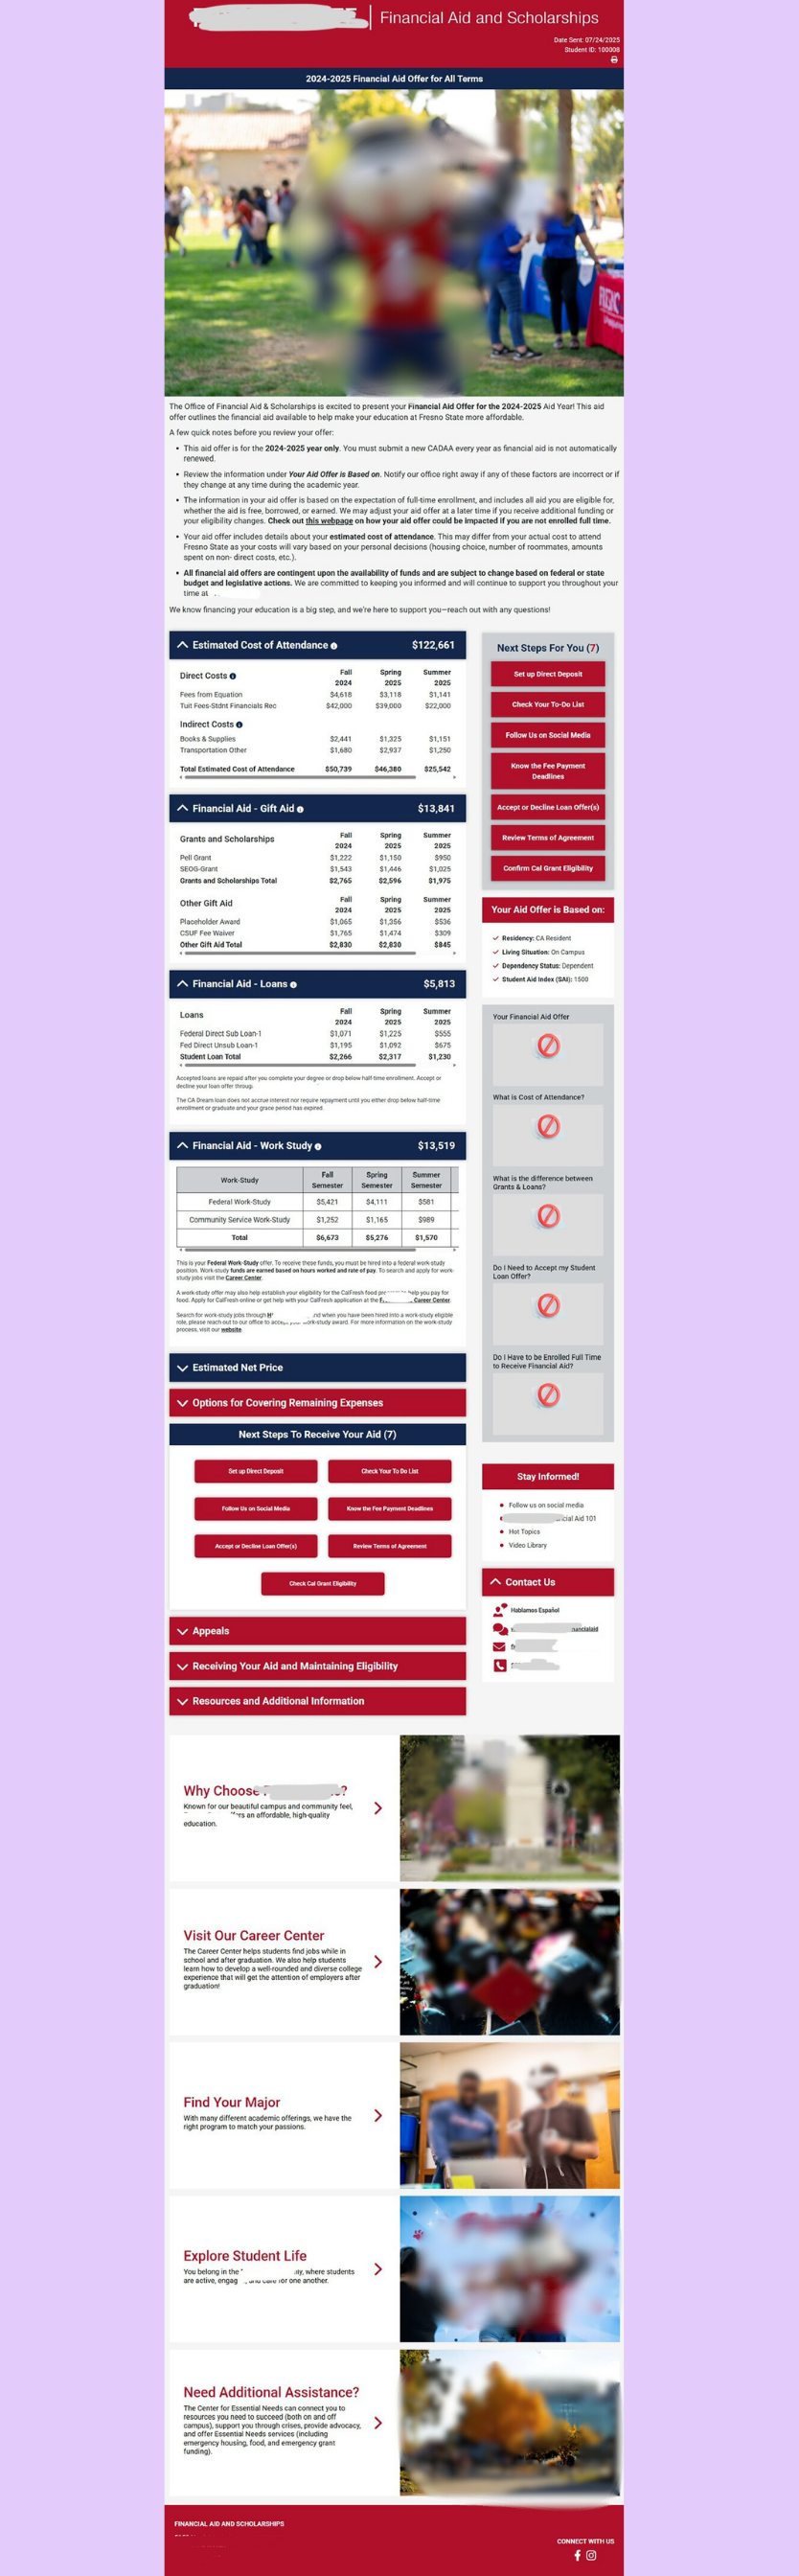 Financial Aid and Scholarships
Date Sent: 07/24/2025
Student ID: 100008
2024-2025 Financial Aid Offer for All Terms
The Office of Financial Aid & Scholarships is excited to present your Financial Aid Offer for the 2024-2025 Aid Year! This aid
offer outlines the financial aid available to help make your education at Fresno State more affordable.
A few quick notes before you review your offer:
• This aid offer is for the 2024-2025 year only. You must submit a new CADAA every year as financial aid is not automatically
renewed.
• Review the information under Your Aid Offer is Based on. Notify our office right away if any of these factors are incorrect or if
they change at any time during the academic year.
• The information in your aid offer is based on the expectation of full-time enrollment, and includes all aid you are eligible for,
whether the aid is free, borrowed, or earned. We may adjust your aid offer at a later time if you receive additional funding or
your eligibility changes. Check out this webpage on how your aid offer could be impacted if you are not enrolled full time.
• Your aid offer includes details about your estimated cost of attendance. This may differ from your actual cost to attend
Fresno State as your costs will vary based on your personal decisions (housing choice, number of roommates, amounts
spent on non- direct costs, etc.).
• All financial aid offers are contingent upon the availability of funds and are subject to change based on federal or state
budget and legislative actions. We are committed to keeping you informed and will continue to support you throughout your
time at
We know financing your education is a big step, and we're here to support you—reach out with any questions!
Estimated Cost of Attendance $122,661
Direct Costs Fall Spring Summer
2024 2025 2025
Fees from Equation $4,618 $3,118 $1,141
Tuit Fees-Stdnt Financials Rec $42,000 $39,000 $22,000
Indirect Costs
Books & Supplies $2,441 $1,325 $1,151
Transportation Other $1,680 $2,937 $1,250
Total Estimated Cost of Attendance $50,739 $46,380 $25,542
Financial Aid - Gift Aid $13,841
Grants and Scholarships Fall Spring Summer
2024 2025 2025
Pell Grant $1,222 $1,150 $950
SEOG-Grant $1,543 $1,446 $1,025
Grants and Scholarships Total $2,765 $2,596 $1,975
Other Gift Aid Fall Spring Summer
2024 2025 2025
Placeholder Award $1,065 $1,356 $536
CSUF Fee Waiver $1,765 $1,474 $309
Other Gift Aid Total $2,830 $2,830 $845
Financial Aid - Loans $5,813
Loans Fall Spring Summer
2024 2025 2025
Federal Direct Sub Loan-1 $1,071 $1,225 $555
Fed Direct Unsub Loan-1 $1,195 $1,092 $675
Student Loan Total $2,266 $2,317 $1,230
Accepted loans are repaid after you complete your degree or drop below half time enrollment. Accept or
decline your loan offer throug
The CA Dream loan does not accrue interest nor require repayment until you either drop below half-time
enrollment or graduate and your grace period has expired.
Financial Aid - Work Study $13,519
Work-Study Fall Spring Summer
Semester Semester Semester
Federal Work-Study $5,421 $4,111 $581
Community Service Work-Study $1,252 $1,165 $989
Total $6,673 $5,276 $1,570
This is your Federal Work-Study offer. To receive these funds, you must be hired into a federal work-study
position. Work-study funds are earned based on hours worked and rate of pay. To search and apply for work-
study jobs visit the Career Center.
A work-study offer may also help establish your eligibility for the CalFresh food help you pay for
food. Apply for CalFresh online or get help with your CalFresh application at the Career Center.
Search for work-study jobs through when you have been hired into a work-study eligible
role, please reach out to our office to work-study award. For more information on the work-study
process, visit our website
Estimated Net Price
Options for Covering Remaining Expenses
Next Steps To Receive Your Aid (7)
Set up Direct Deposit
Check Your To Do List
Follow Us on Social Media
Know the Fee Payment Deadlines
Accept or Decline Loan Offer(s)
Review Terms of Agreement
Check Cal Grant Eligibility
Appeals
Receiving Your Aid and Maintaining Eligibility
Resources and Additional Information
Next Steps For You (7)
Set up Direct Deposit
Check Your To-Do List
Follow Us on Social Media
Know the Fee Payment
Deadlines
Accept or Decline Loan Offer(s)
Review Terms of Agreement
Confirm Cal Grant Eligibility
Your Aid Offer is Based on:
Residency: CA Resident
Living Situation: On Campus
Dependency Status: Dependent
Student Aid Index (SAI): 1500
Your Financial Aid Offer
What is Cost of Attendance?
What is the difference between
Grants & Loans?
Do I Need to Accept my Student
Loan Offer?
Do I Have to be Enrolled Full Time
to Receive Financial Aid?
Stay Informed!
• Follow us on social media
• Aid 101
• Hot Topics
• Video Library
Contact Us
Hablamos Español
Why Choose ?
Known for our beautiful campus and community feel,
an affordable, high-quality
education.
Visit Our Career Center
The Career Center helps students find jobs while in
school and after graduation. We also help students
learn how to develop a well-rounded and diverse college
experience that will get the attention of employers after
graduation!
Find Your Major
With many different academic offerings, we have the
right program to match your passions.
Explore Student Life
You belong in the where students
are active, engag and care for one another.
Need Additional Assistance?
The Center for Essential Needs can connect you to
resources you need to succeed (both on and off
campus), support you through crises, provide advocacy,
and offer Essential Needs services (including
emergency housing, food, and emergency grant
funding).
FINANCIAL AID AND SCHOLARSHIPS
CONNECT WITH US